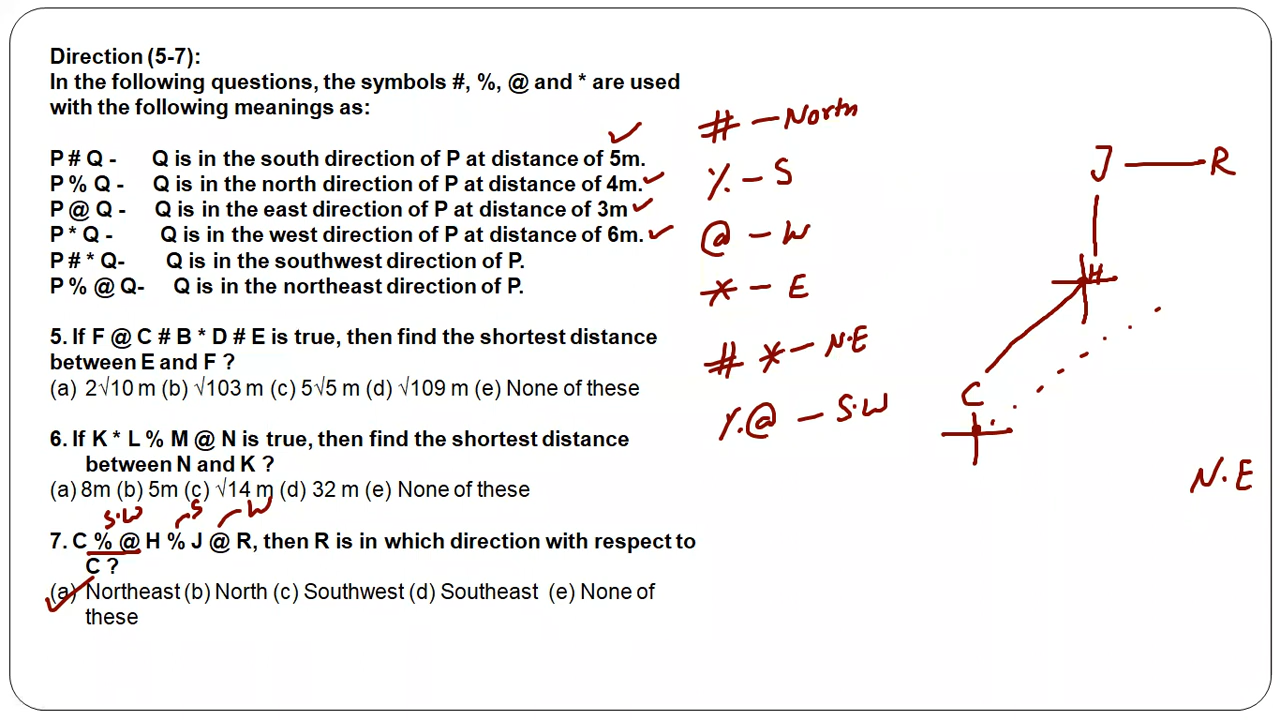 Direction (5-7):
In the following questions, the symbols #, %, @ and * are used
with the following meanings as:
P # Q - Q is in the south direction of P at distance of 5m.
P % Q - Q is in the north direction of P at distance of 4m.
P @ Q - Q is in the east direction of P at distance of 3m
P * Q - Q is in the west direction of P at distance of 6m.
P # * Q- Q is in the southwest direction of P.
P % @ Q- Q is in the northeast direction of P.
5. If F @ C # B * D # E is true, then find the shortest distance
between E and F ?
(a) 2√10 m (b) √103 m (c) 5√5 m (d) √109 m (e) None of these
6. If K * L % M @ N is true, then find the shortest distance
between N and K ?
(a) 8m (b) 5m (c) √14 m (d) 32 m (e) None of these
S.W S W
7. C % @ H % J @ R, then R is in which direction with respect to
C ?
(a) Northeast (b) North (c) Southwest (d) Southeast (e) None of
these
# - North
% - S
@ - W
* - E
# * - N.E
%@ - S.W
J R
H
C
N.E